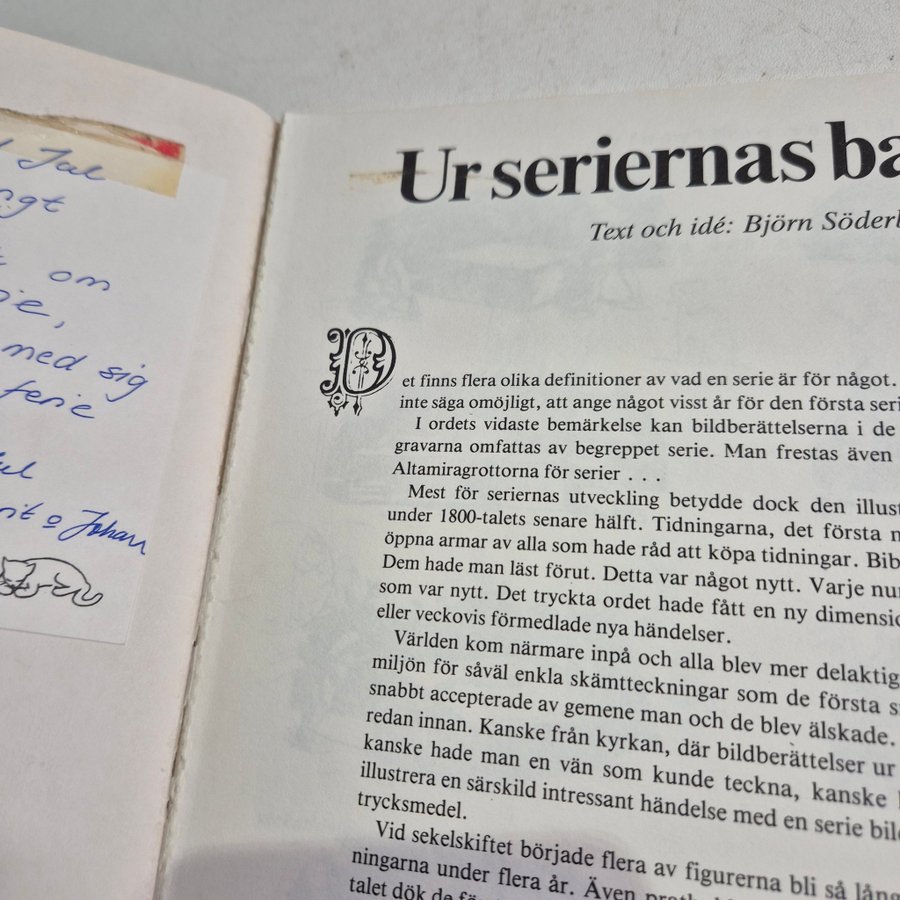 Jul
om
med sig
ferie
o Johan
Ur seriernas ba
Text och idé: Björn Söderb
Det finns flera olika definitioner av vad en serie är för något.
inte säga omöjligt, att ange något visst år för den första seri
I ordets vidaste bemärkelse kan bildberättelserna i de
gravarna omfattas av begreppet serie. Man frestas även
Altamiragrottorna för serier . . .
Mest för seriernas utveckling betydde dock den illust
under 1800-talets senare hälft. Tidningarna, det första m
öppna armar av alla som hade råd att köpa tidningar. Bib
Dem hade man läst förut. Detta var något nytt. Varje nu
som var nytt. Det tryckta ordet hade fått en ny dimensio
eller veckovis förmedlade nya händelser.
Världen kom närmare inpå och alla blev mer delaktig
miljön för såväl enkla skämtteckningar som de första s
snabbt accepterade av gemene man och de blev älskade.
redan innan. Kanske från kyrkan, där bildberättelser ur
kanske hade man en vän som kunde teckna, kanske
illustrera en särskild intressant händelse med en serie bil
trycksmedel.
Vid sekelskiftet började flera av figurerna bli så lång
ningarna under flera år. Även
talet dök de